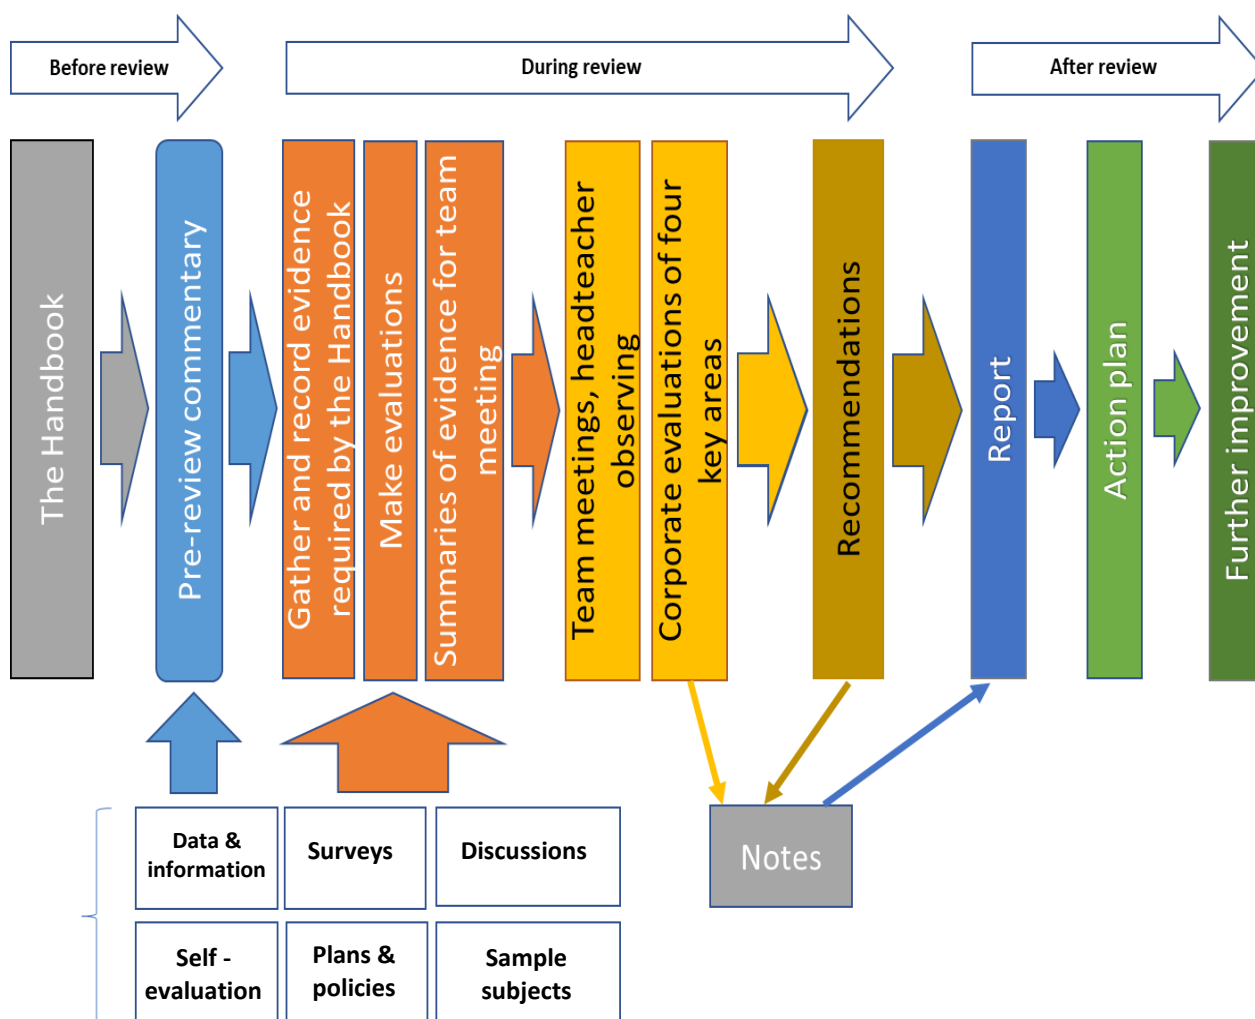 Before review
During review
After review
The Handbook
Pre-review commentary
Gather and record evidence
required by the Handbook
Make evaluations
Summaries of evidence for team
meeting
Team meetings, headteacher
observing
Corporate evaluations of four
key areas
Recommendations
Report
Action plan
Further improvement
Data &
information
Surveys
Discussions
Notes
Self -
evaluation
Plans &
policies
Sample
subjects